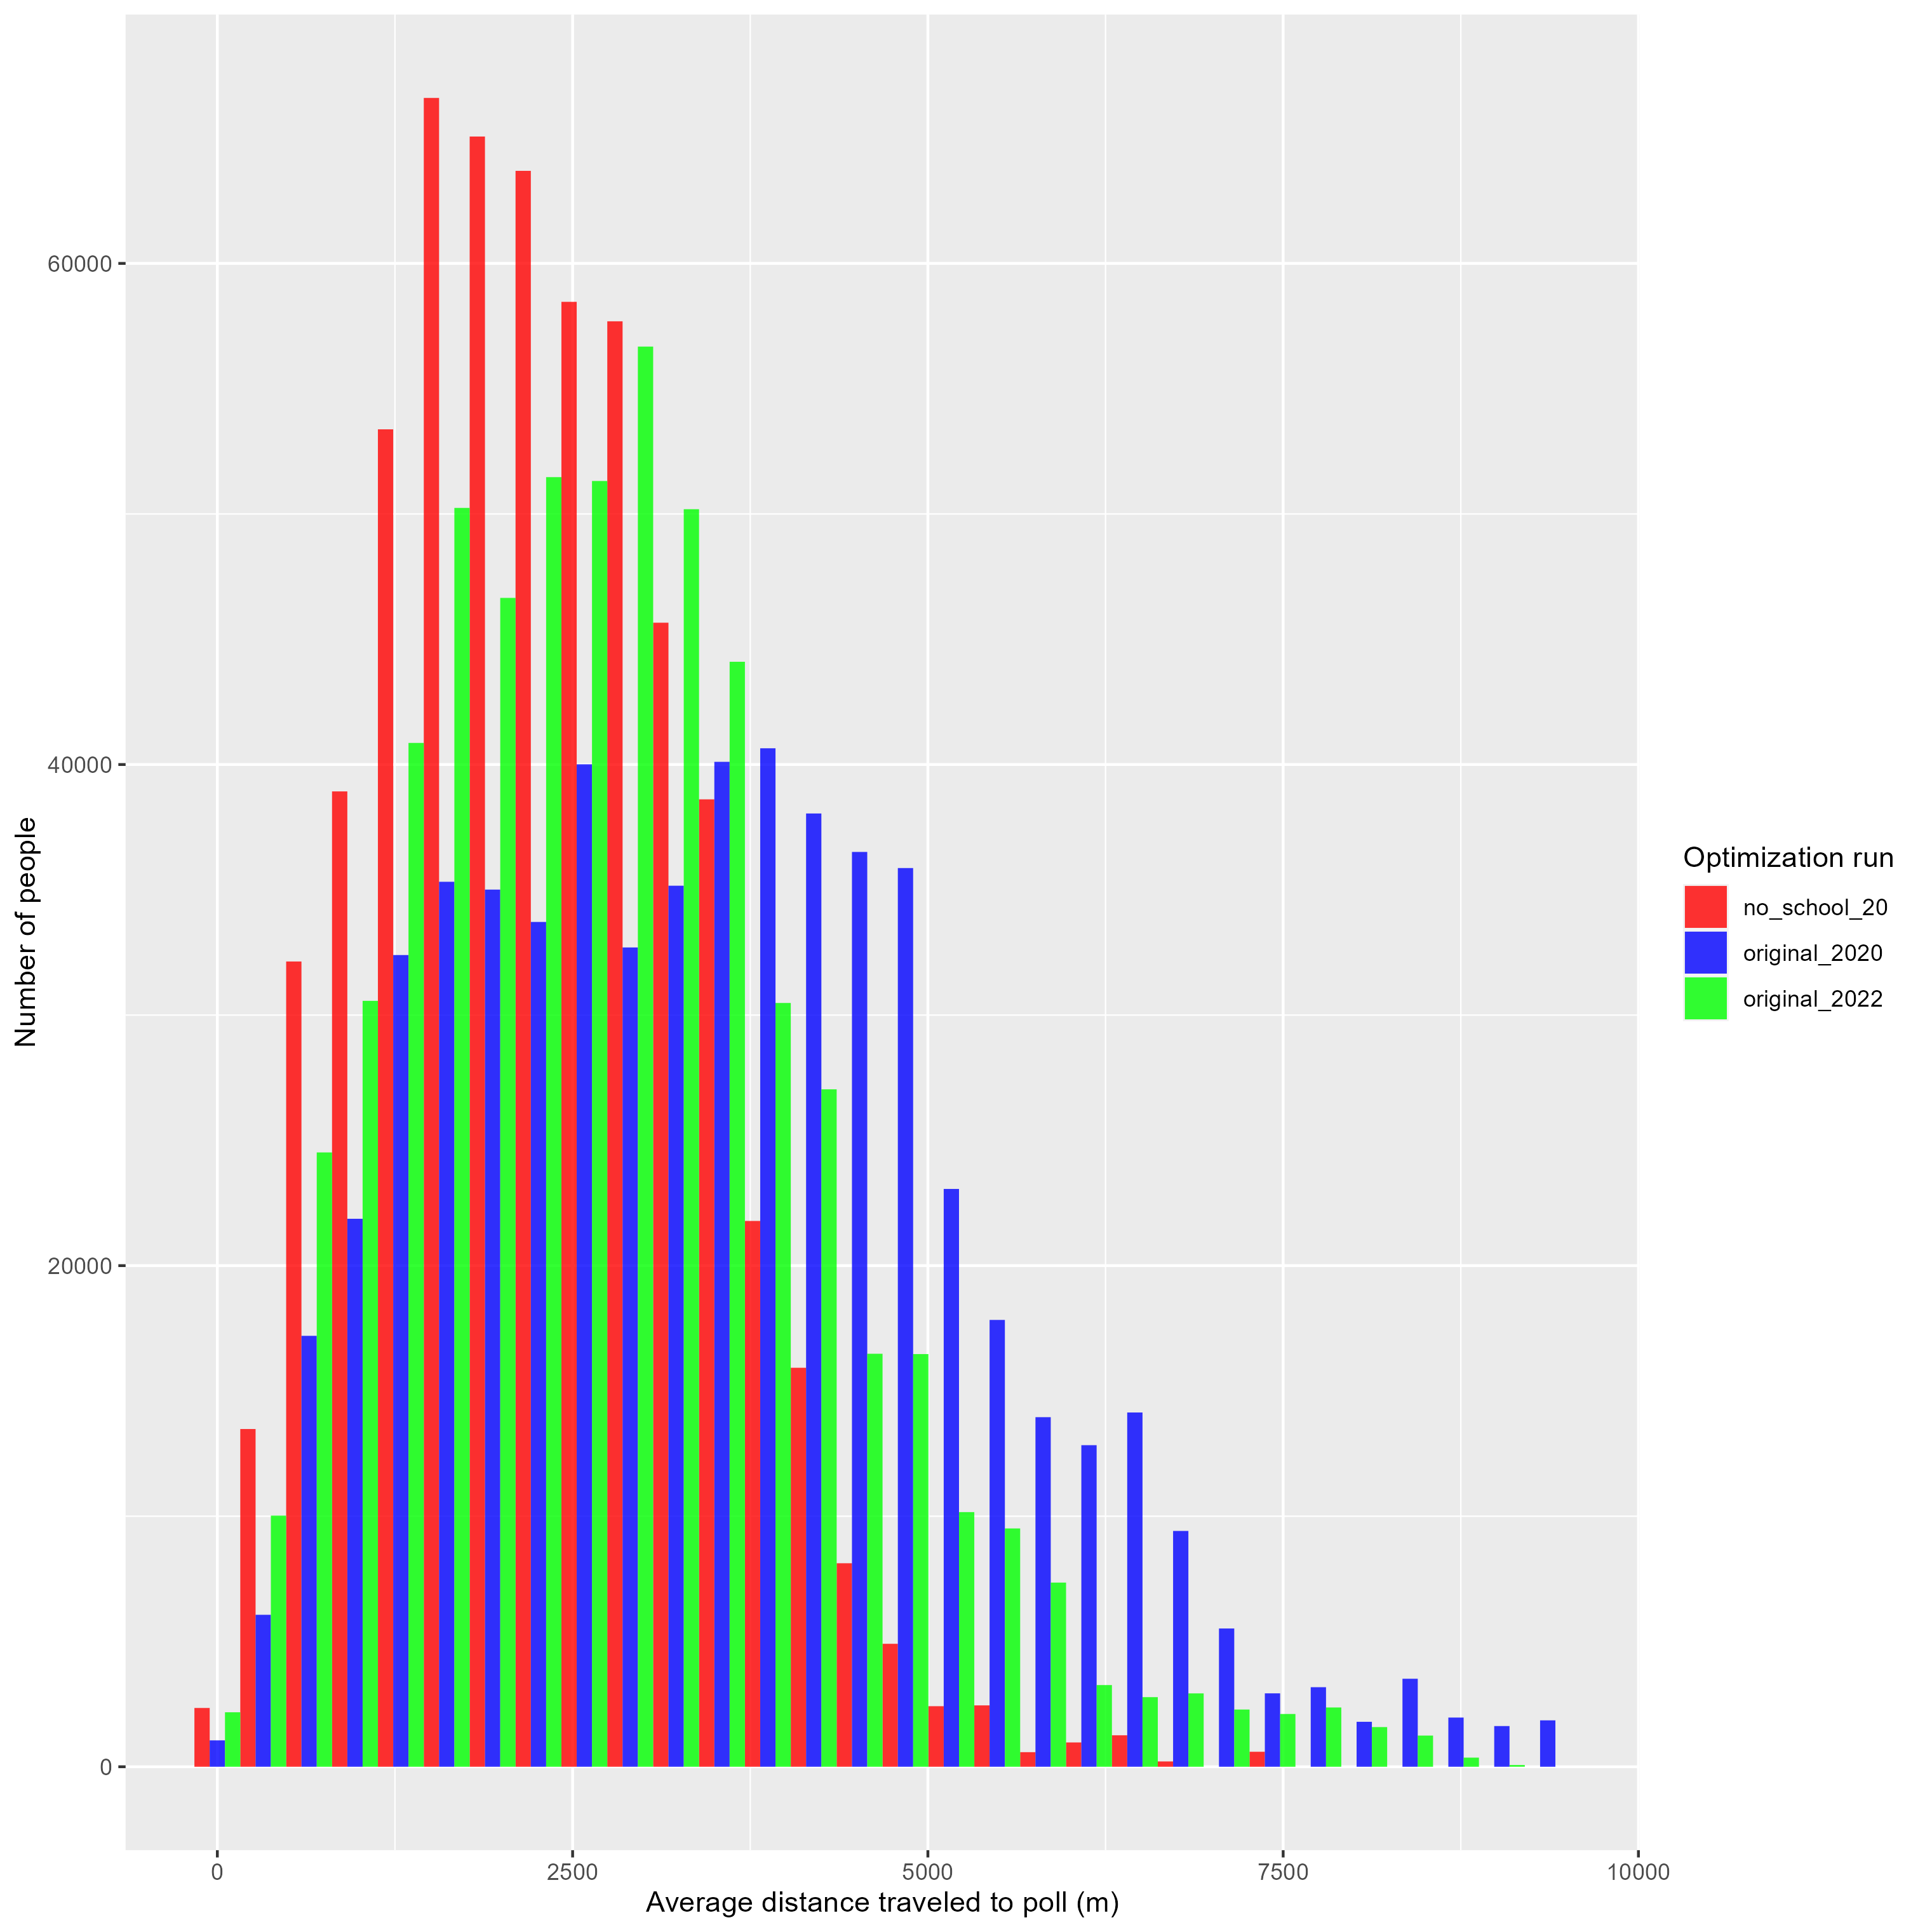 60000
40000
20000
0
Number of people
0
2500
5000
7500
10000
Average distance traveled to poll (m)
Optimization run
no_school_20
original_2020
original_2022